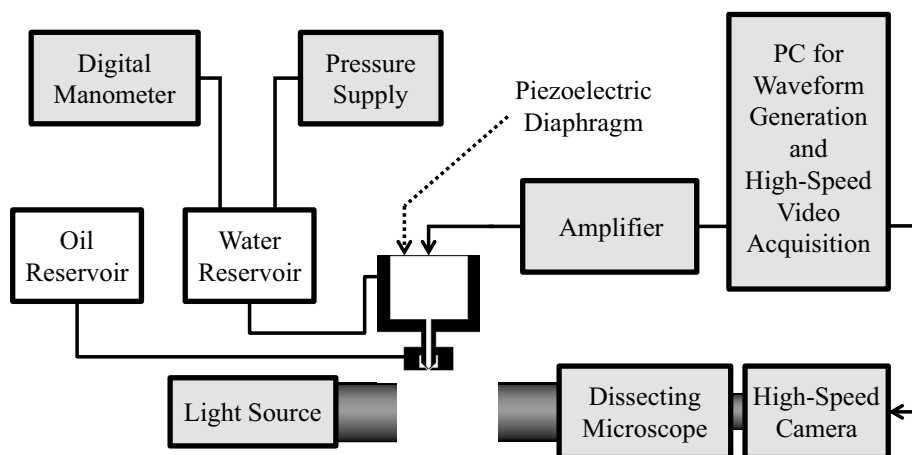 Digital
Manometer
Pressure
Supply
Piezoelectric
Diaphragm
PC for
Waveform
Generation
and
High-Speed
Video
Acquisition
Oil
Reservoir
Water
Reservoir
Amplifier
Light Source
Dissecting
Microscope
High-Speed
Camera